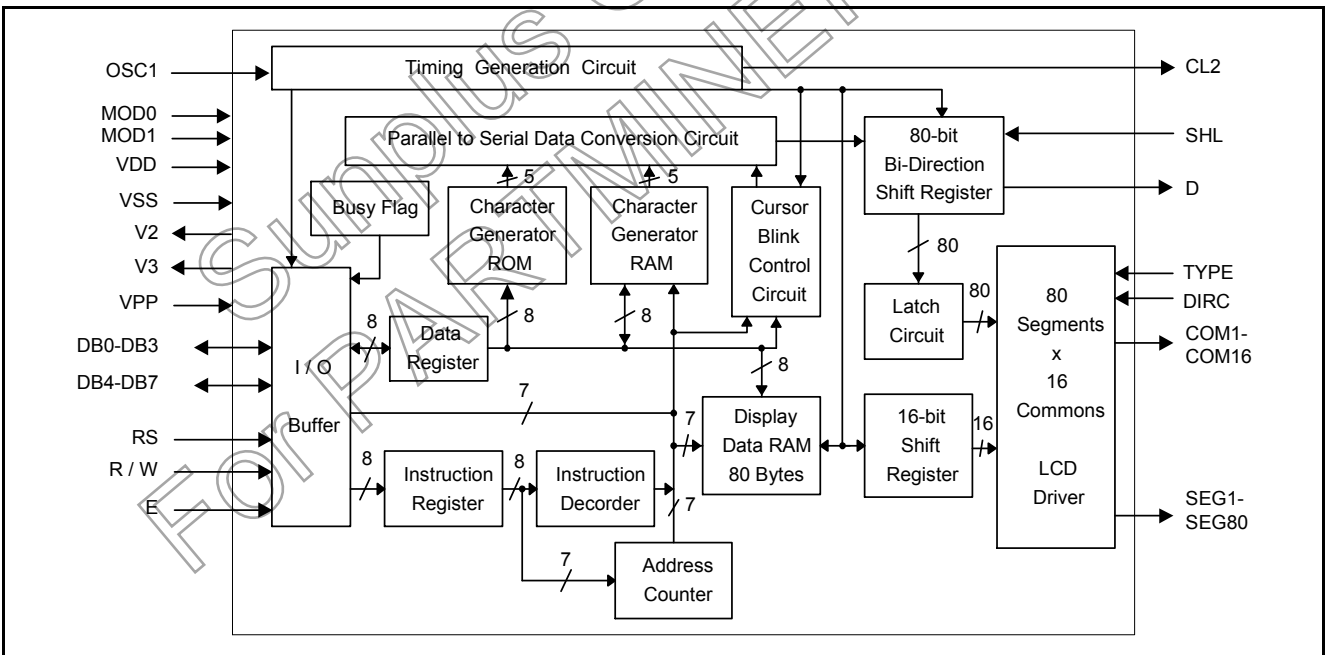 Sunplus
For PARTMINER
OSC1
MOD0
MOD1
VDD
VSS
V2
V3
VPP
DB0-DB3
DB4-DB7
RS
R / W
E
Timing Generation Circuit
Parallel to Serial Data Conversion Circuit
Busy Flag
5
Character
Generator
ROM
8
5
Character
Generator
RAM
8
Cursor
Blink
Control
Circuit
80-bit
Bi-Direction
Shift Register
80
Latch
Circuit
80
I / O
Buffer
8
Data
Register
7
8
7
Display
Data RAM
80 Bytes
16-bit
Shift
Register
16
8
Instruction
Register
8
Instruction
Decorder
7
7
Address
Counter
80
Segments
x
16
Commons
LCD
Driver
CL2
SHL
D
TYPE
DIRC
COM1-
COM16
SEG1-
SEG80